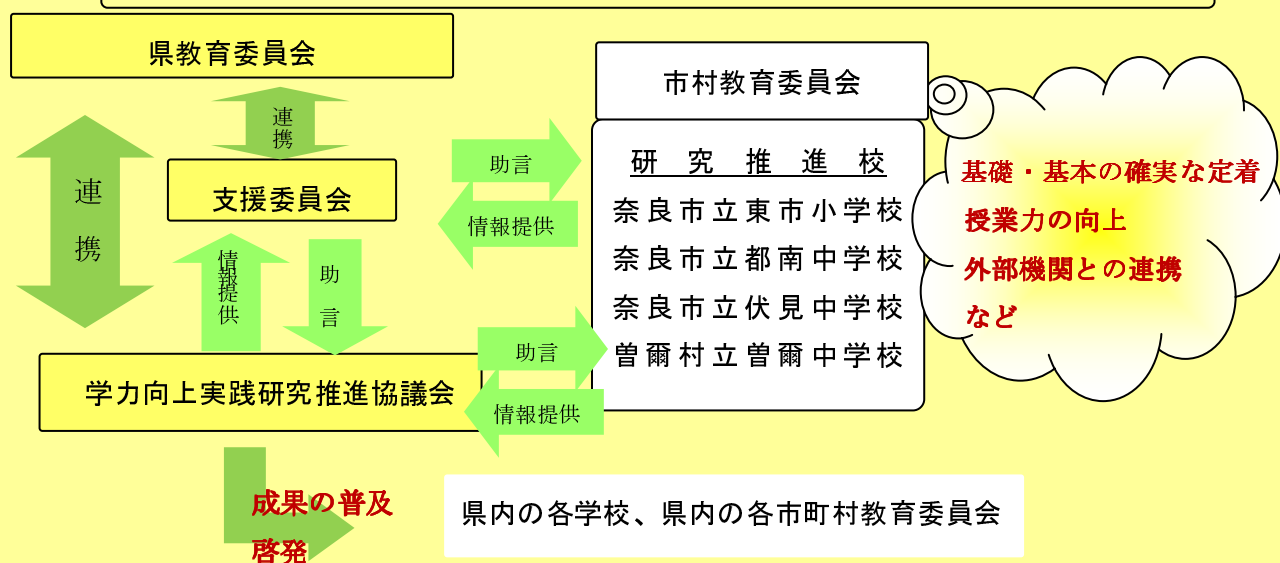 県教育委員会
連携
支援委員会
連携
情報提供
助言
学力向上実践研究推進協議会
助言
情報提供
助言
情報提供
市村教育委員会
研究推進校
奈良市立東市小学校
奈良市立都南中学校
奈良市立伏見中学校
曽爾村立曽爾中学校
基礎・基本の確実な定着
授業力の向上
外部機関との連携
など
成果の普及
啓発
県内の各学校、県内の各市町村教育委員会